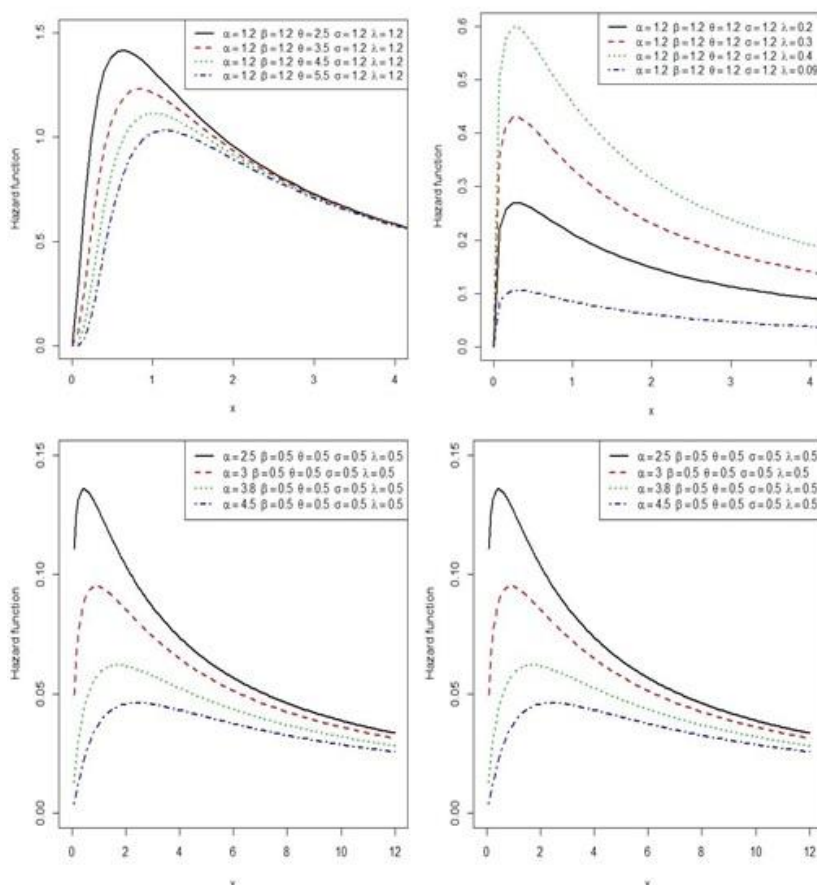 α=1.2 β=1.2 θ=2.5 σ=1.2 λ=1.2
α=1.2 β=1.2 θ=3.5 σ=1.2 λ=1.2
α=1.2 β=1.2 θ=4.5 σ=1.2 λ=1.2
α=1.2 β=1.2 θ=5.5 σ=1.2 λ=1.2
Hazard function
0.0 0.5 1.0 1.5
0 1 2 3 4
x
α=1.2 β=1.2 θ=1.2 σ=1.2 λ=0.2
α=1.2 β=1.2 θ=1.2 σ=1.2 λ=0.3
α=1.2 β=1.2 θ=1.2 σ=1.2 λ=0.4
α=1.2 β=1.2 θ=1.2 σ=1.2 λ=0.09
Hazard function
0.0 0.1 0.2 0.3 0.4 0.5 0.6
0 1 2 3 4
x
α=2.5 β=0.5 θ=0.5 σ=0.5 λ=0.5
α=3 β=0.5 θ=0.5 σ=0.5 λ=0.5
α=3.8 β=0.5 θ=0.5 σ=0.5 λ=0.5
α=4.5 β=0.5 θ=0.5 σ=0.5 λ=0.5
Hazard function
0.00 0.05 0.10 0.15
0 2 4 6 8 10 12
x
α=2.5 β=0.5 θ=0.5 σ=0.5 λ=0.5
α=3 β=0.5 θ=0.5 σ=0.5 λ=0.5
α=3.8 β=0.5 θ=0.5 σ=0.5 λ=0.5
α=4.5 β=0.5 θ=0.5 σ=0.5 λ=0.5
Hazard function
0.00 0.05 0.10 0.15
0 2 4 6 8 10 12
x